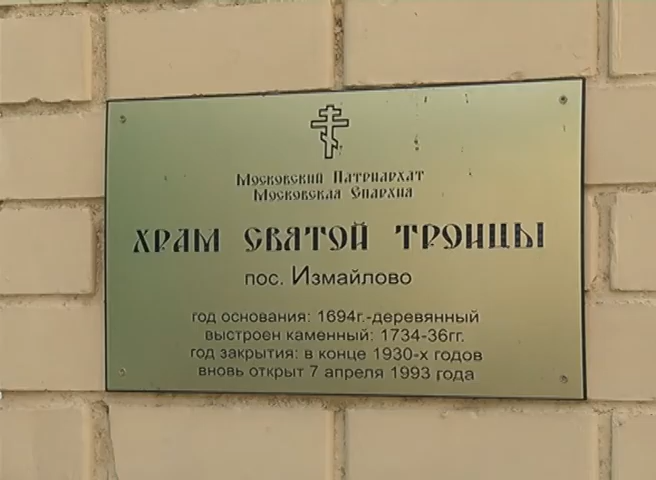 Московский Патриархат
Московская Епархия
ХРАМ СВЯТОЙ ТРОИЦЫ
пос. Измайлово
год основания: 1694г.-деревянный
выстроен каменный: 1734-36гг.
год закрытия: в конце 1930-х годов
вновь открыт 7 апреля 1993 года